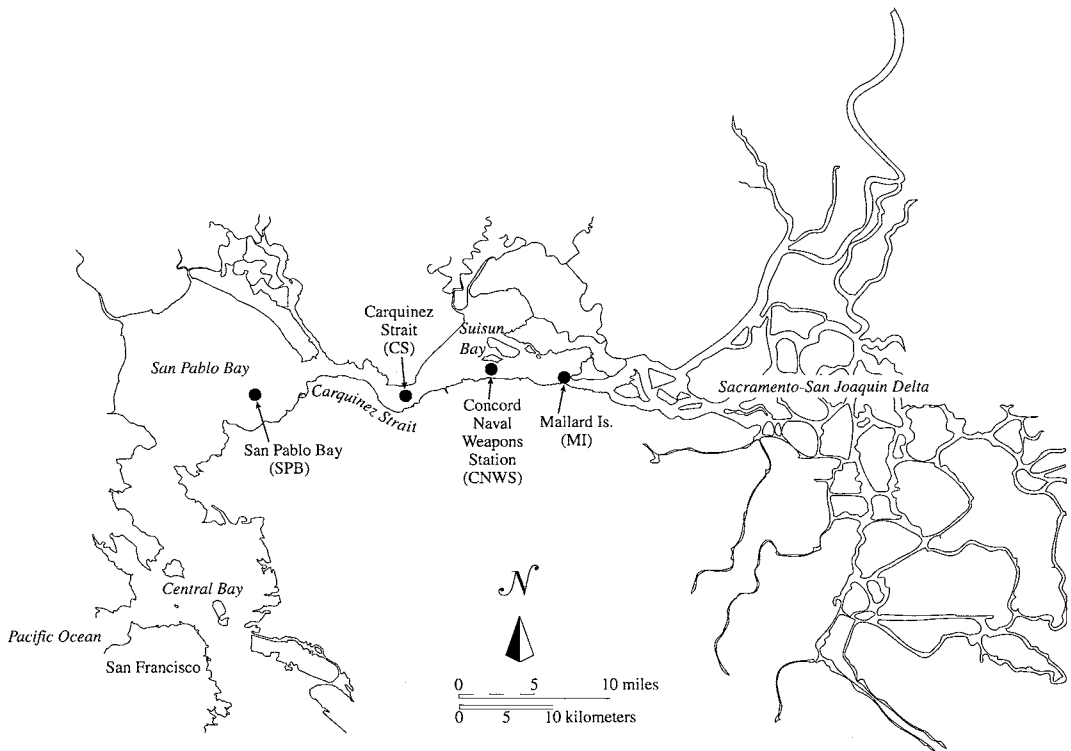 Carquinez
Strait
(CS)
Suisun
Bay
San Pablo Bay
Carquinez Strait
Sacramento-San Joaquin Delta
San Pablo Bay
(SPB)
Concord
Naval
Weapons
Station
(CNWS)
Mallard Is.
(MI)
Central Bay
Pacific Ocean
San Francisco
N
0 5 10 miles
0 5 10 kilometers